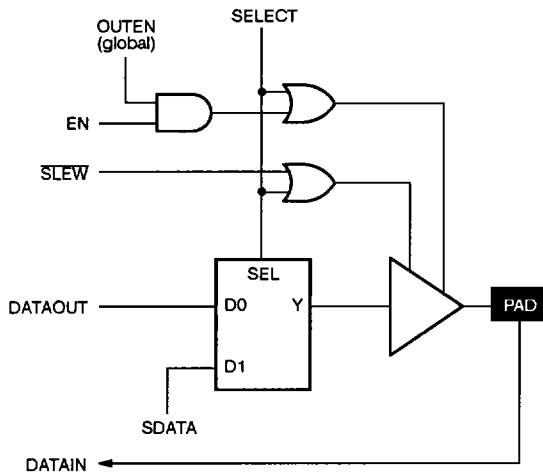 SELECT
OUTEN
(global)
EN
SLEW
SEL
DATAOUT
D0
Y
PAD
D1
SDATA
DATAIN